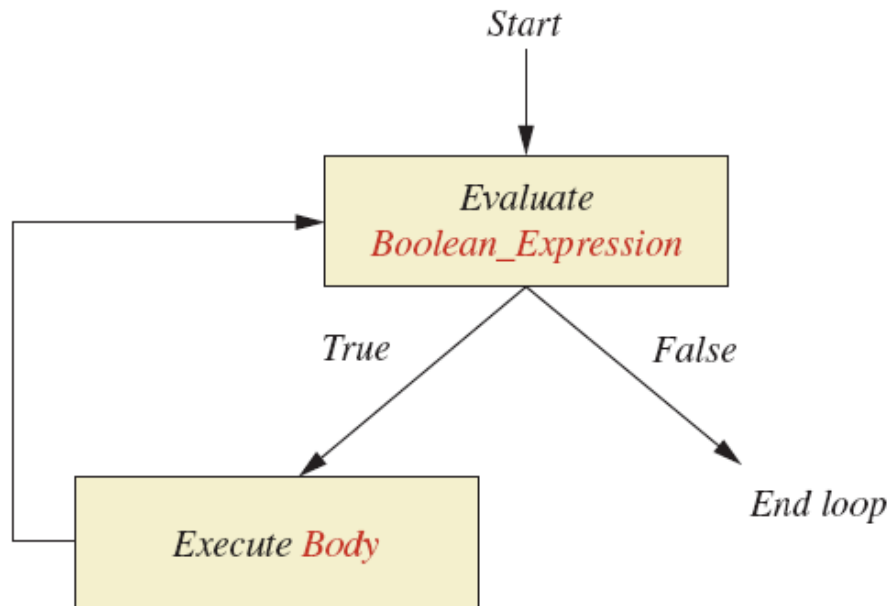 Start
Evaluate
Boolean_Expression
True
False
End loop
Execute Body